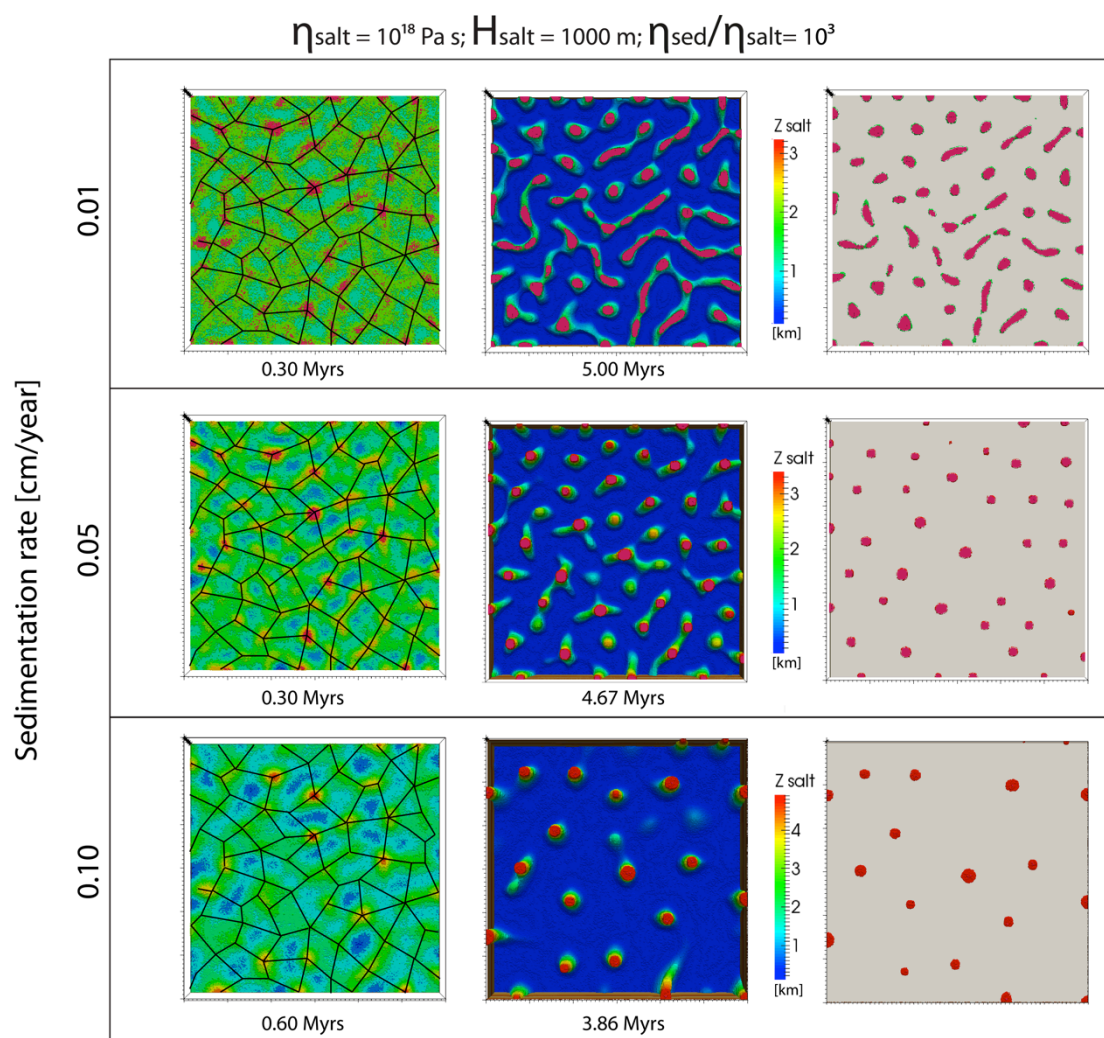 ηsalt = 10¹⁸ Pa s; Hsalt = 1000 m; ηsed/ηsalt= 10³
Sedimentation rate [cm/year]
0.01
0.30 Myrs
5.00 Myrs
Z salt
3
2
1
[km]
0.05
0.30 Myrs
4.67 Myrs
Z salt
3
2
1
[km]
0.10
0.60 Myrs
3.86 Myrs
Z salt
4
3
2
1
[km]